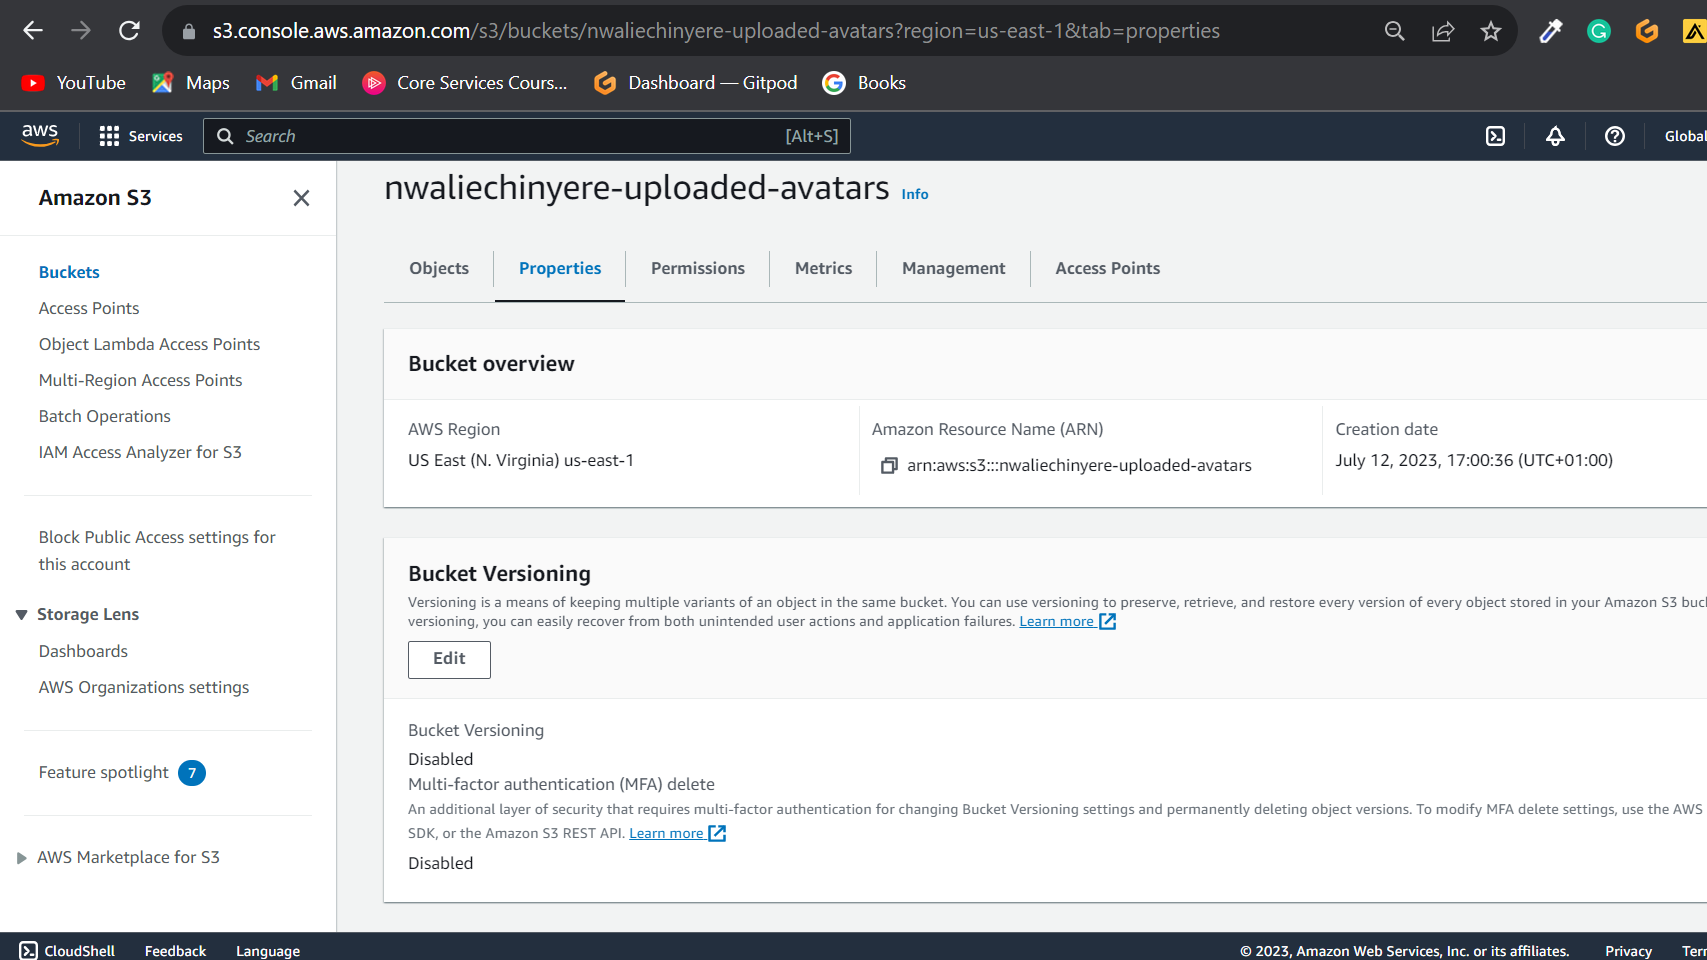 s3.console.aws.amazon.com/s3/buckets/nwaliechinyere-uploaded-avatars?region=us-east-1&tab=properties
YouTube Maps Gmail Core Services Cours... Dashboard — Gitpod Books
aws Services Search [Alt+S] Global
Amazon S3
Buckets
Access Points
Object Lambda Access Points
Multi-Region Access Points
Batch Operations
IAM Access Analyzer for S3
Block Public Access settings for
this account
Storage Lens
Dashboards
AWS Organizations settings
Feature spotlight 7
AWS Marketplace for S3
nwaliechinyere-uploaded-avatars Info
Objects Properties Permissions Metrics Management Access Points
Bucket overview
AWS Region
US East (N. Virginia) us-east-1
Amazon Resource Name (ARN)
arn:aws:s3:::nwaliechinyere-uploaded-avatars
Creation date
July 12, 2023, 17:00:36 (UTC+01:00)
Bucket Versioning
Versioning is a means of keeping multiple variants of an object in the same bucket. You can use versioning to preserve, retrieve, and restore every version of every object stored in your Amazon S3 buc
versioning, you can easily recover from both unintended user actions and application failures. Learn more
Edit
Bucket Versioning
Disabled
Multi-factor authentication (MFA) delete
An additional layer of security that requires multi-factor authentication for changing Bucket Versioning settings and permanently deleting object versions. To modify MFA delete settings, use the AWS
SDK, or the Amazon S3 REST API. Learn more
Disabled
CloudShell Feedback Language © 2023, Amazon Web Services, Inc. or its affiliates. Privacy Ter